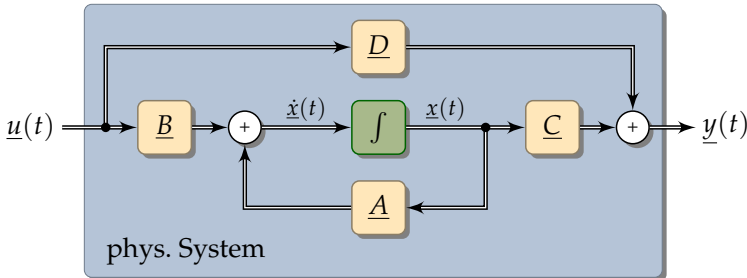 D
u(t) B + ẋ(t) ∫ x(t) C + y(t)
A
phys. System